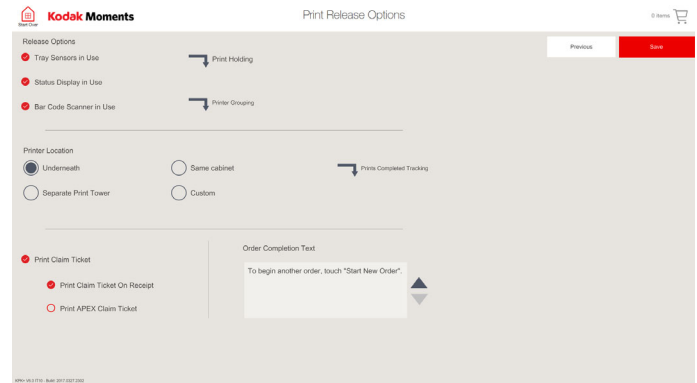 Start Over
Kodak Moments
Print Release Options
0 Items
Release Options
Previous
Save
Tray Sensors in Use
Print Holding
Status Display in Use
Bar Code Scanner in Use
Printer Grouping
Printer Location
Underneath
Same cabinet
Prints Completed Tracking
Separate Print Tower
Custom
Order Completion Text
Print Claim Ticket
To begin another order, touch "Start New Order".
Print Claim Ticket On Receipt
Print APEX Claim Ticket